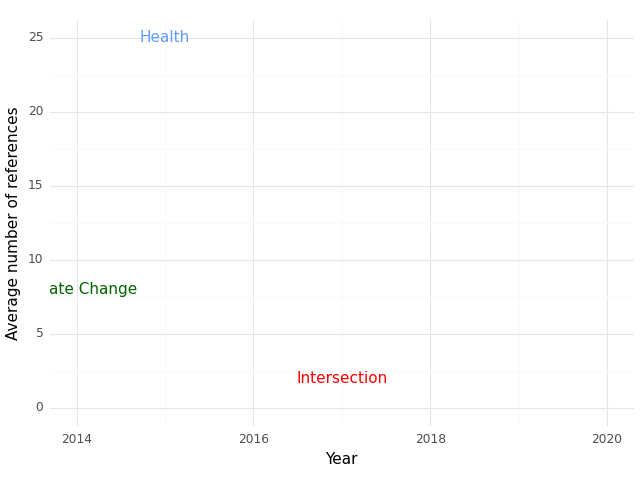 25
Health
20
15
10
ate Change
5
Intersection
0
2014 2016 2018 2020
Year
Average number of references